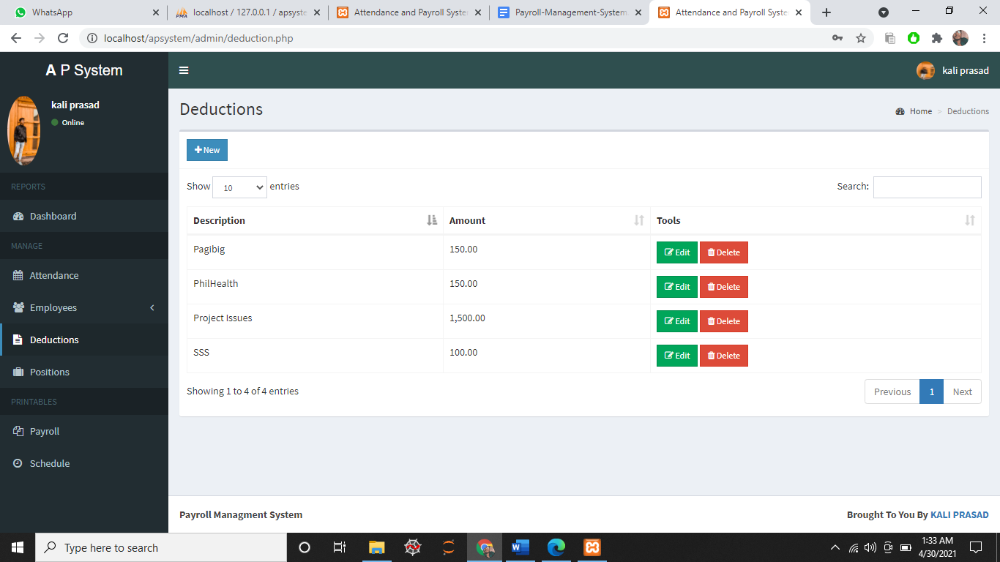 WhatsApp
localhost / 127.0.0.1 / apsyste
Attendance and Payroll Syste
Payroll-Management-System
Attendance and Payroll Syste
localhost/apsystem/admin/deduction.php
A P System
kali prasad
kali prasad
Online
Deductions
Home > Deductions
New
REPORTS
Show 10 entries
Search:
Dashboard
Description Amount Tools
MANAGE
Pagibig 150.00 Edit Delete
Attendance
PhilHealth 150.00 Edit Delete
Employees
Project Issues 1,500.00 Edit Delete
Deductions
SSS 100.00 Edit Delete
Positions
Showing 1 to 4 of 4 entries
Previous 1 Next
PRINTABLES
Payroll
Schedule
Payroll Managment System
Brought To You By KALI PRASAD
Type here to search
1:33 AM
4/30/2021